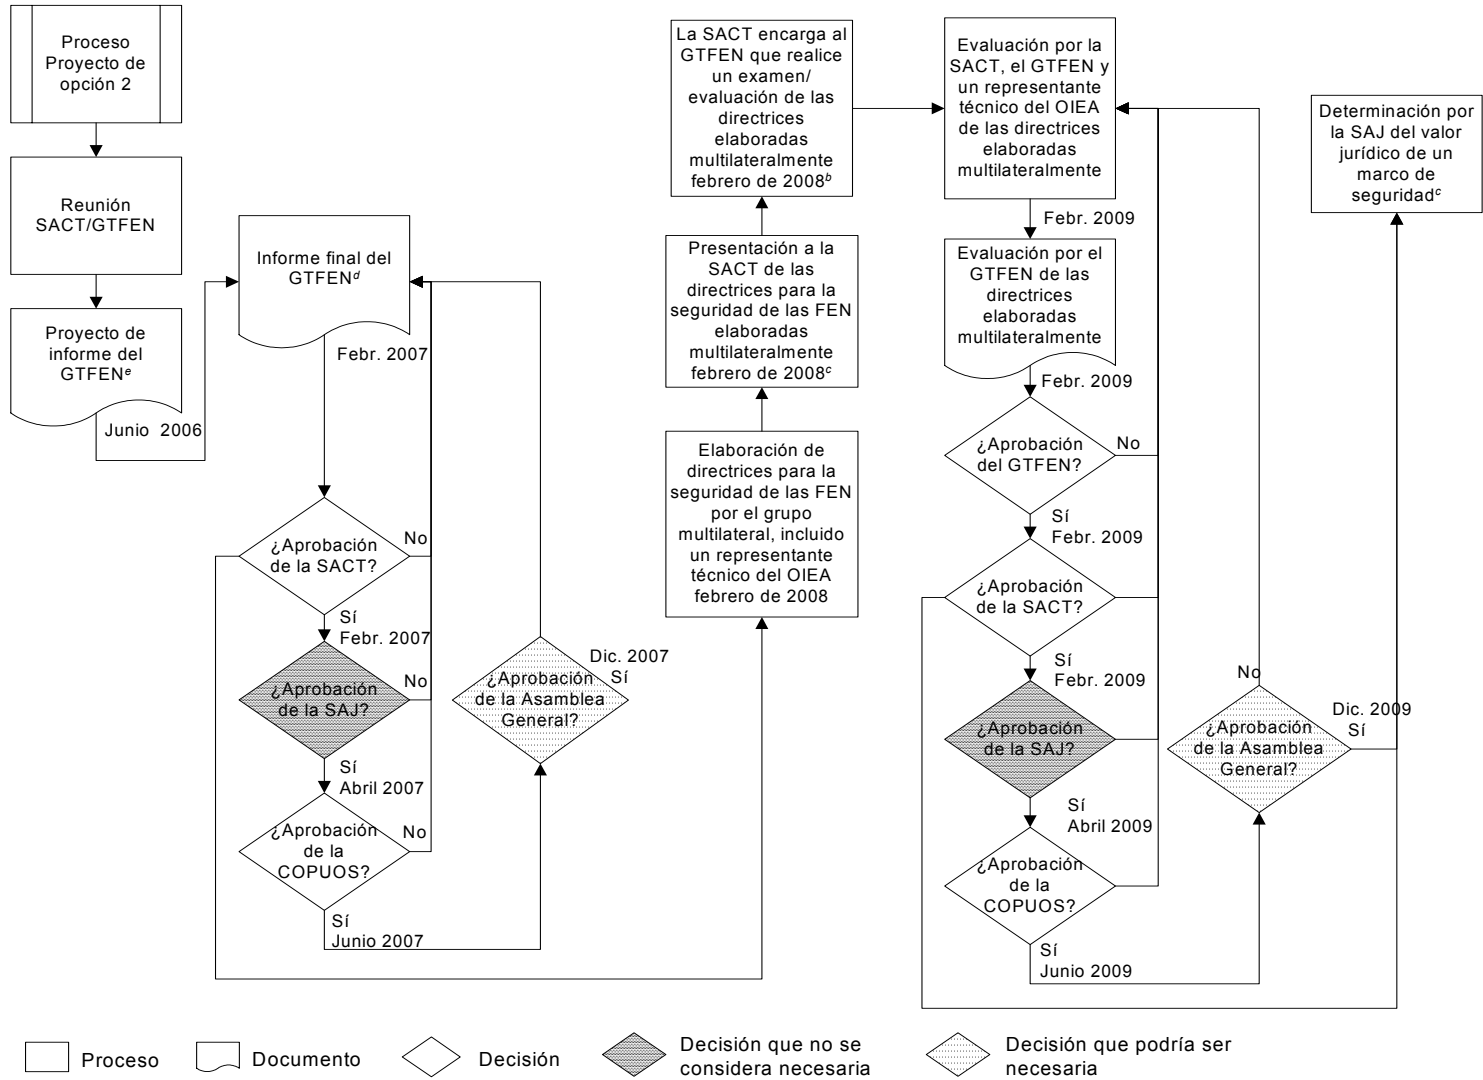 Proceso
Proyecto de
opción 2
Reunión
SACT/GTFEN
Proyecto de
informe del
GTFENe
Junio 2006
Informe final del
GTFENd
Febr. 2007
¿Aprobación
de la SACT?
No
Sí
Febr. 2007
¿Aprobación
de la SAJ?
No
Sí
Abril 2007
¿Aprobación
de la
COPUOS?
No
Sí
Junio 2007
¿Aprobación
de la Asamblea
General?
Dic. 2007
Sí
La SACT encarga al
GTFEN que realice
un examen/
evaluación de las
directrices
elaboradas
multilateralmente
febrero de 2008b
Presentación a la
SACT de las
directrices para la
seguridad de las FEN
elaboradas
multilateralmente
febrero de 2008c
Elaboración de
directrices para la
seguridad de las FEN
por el grupo
multilateral, incluido
un representante
técnico del OIEA
febrero de 2008
Evaluación por la
SACT, el GTFEN y
un representante
técnico del OIEA
de las directrices
elaboradas
multilateralmente
Febr. 2009
Evaluación por el
GTFEN de las
directrices
elaboradas
multilateralmente
Febr. 2009
¿Aprobación
del GTFEN?
No
Sí
Febr. 2009
¿Aprobación
de la SACT?
Sí
Febr. 2009
¿Aprobación
de la SAJ?
Sí
Abril 2009
¿Aprobación
de la
COPUOS?
Sí
Junio 2009
No
¿Aprobación
de la Asamblea
General?
Dic. 2009
Sí
Determinación por
la SAJ del valor
jurídico de un
marco de
seguridadc
Proceso
Documento
Decisión
Decisión que no se
considera necesaria
Decisión que podría ser
necesaria